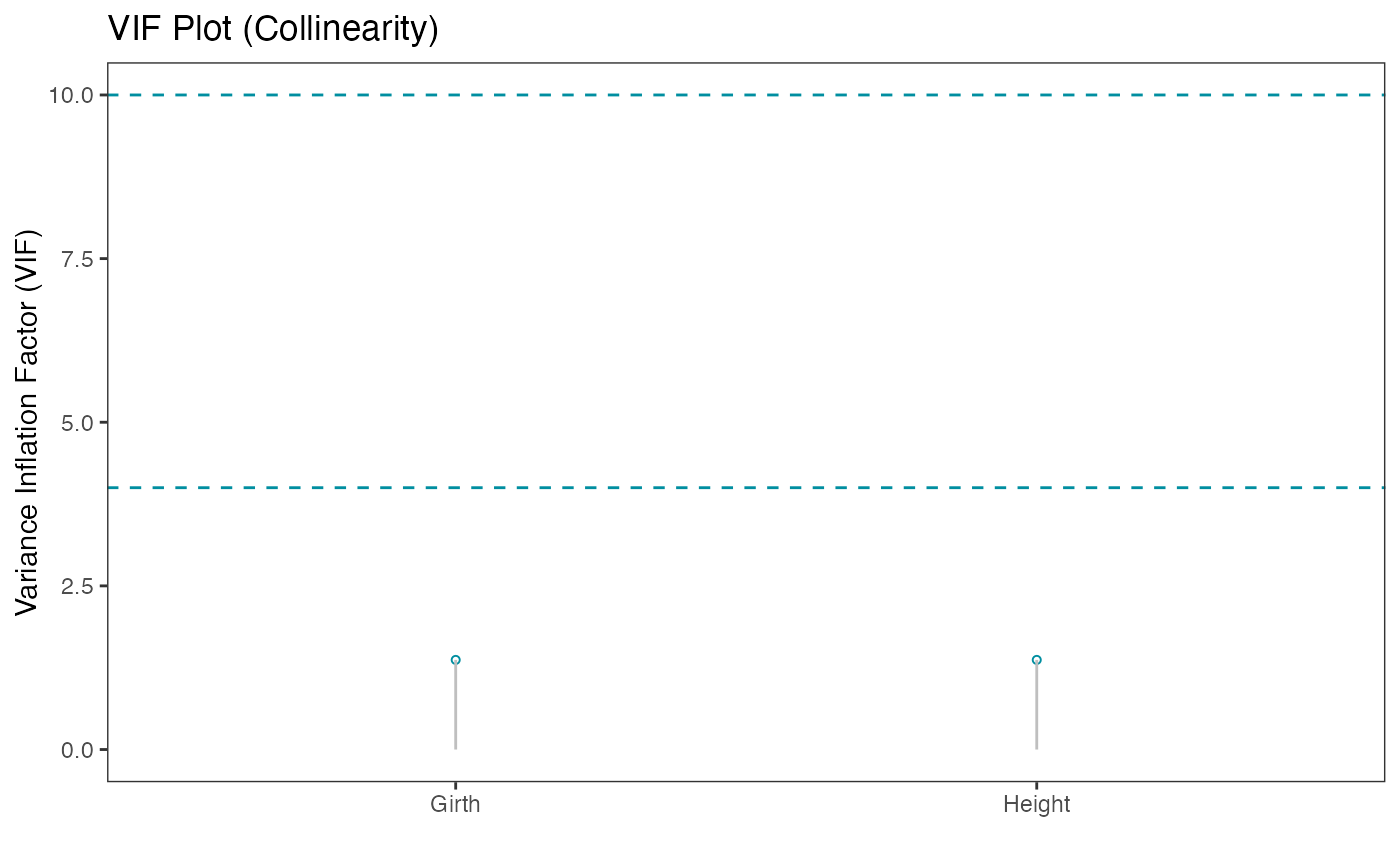 VIF Plot (Collinearity)
Variance Inflation Factor (VIF)
10.0
7.5
5.0
2.5
0.0
Girth
Height